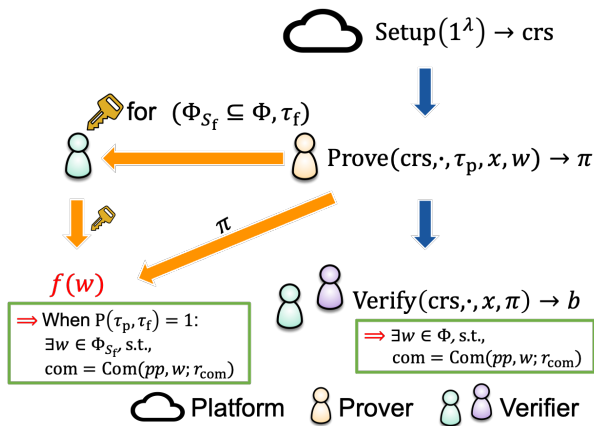 Setup(1^λ) → crs
for (Φ_{S_f} ⊆ Φ, τ_f)
Prove(crs,·, τ_p, x, w) → π
π
f(w)
Verify(crs,·, x, π) → b
⇒ When P(τ_p, τ_f) = 1:
∃w ∈ Φ_{S_f}, s.t.,
com = Com(pp, w; r_com)
⇒ ∃w ∈ Φ, s.t.,
com = Com(pp, w; r_com)
Platform
Prover
Verifier